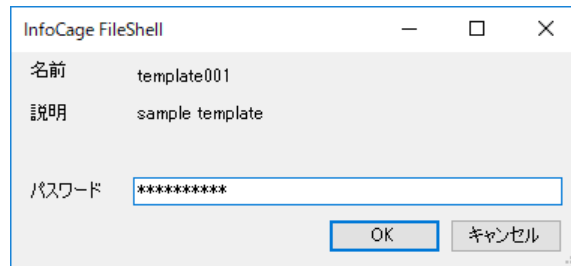 InfoCage FileShell
名前 template001
説明 sample template
パスワード **********
OK キャンセル